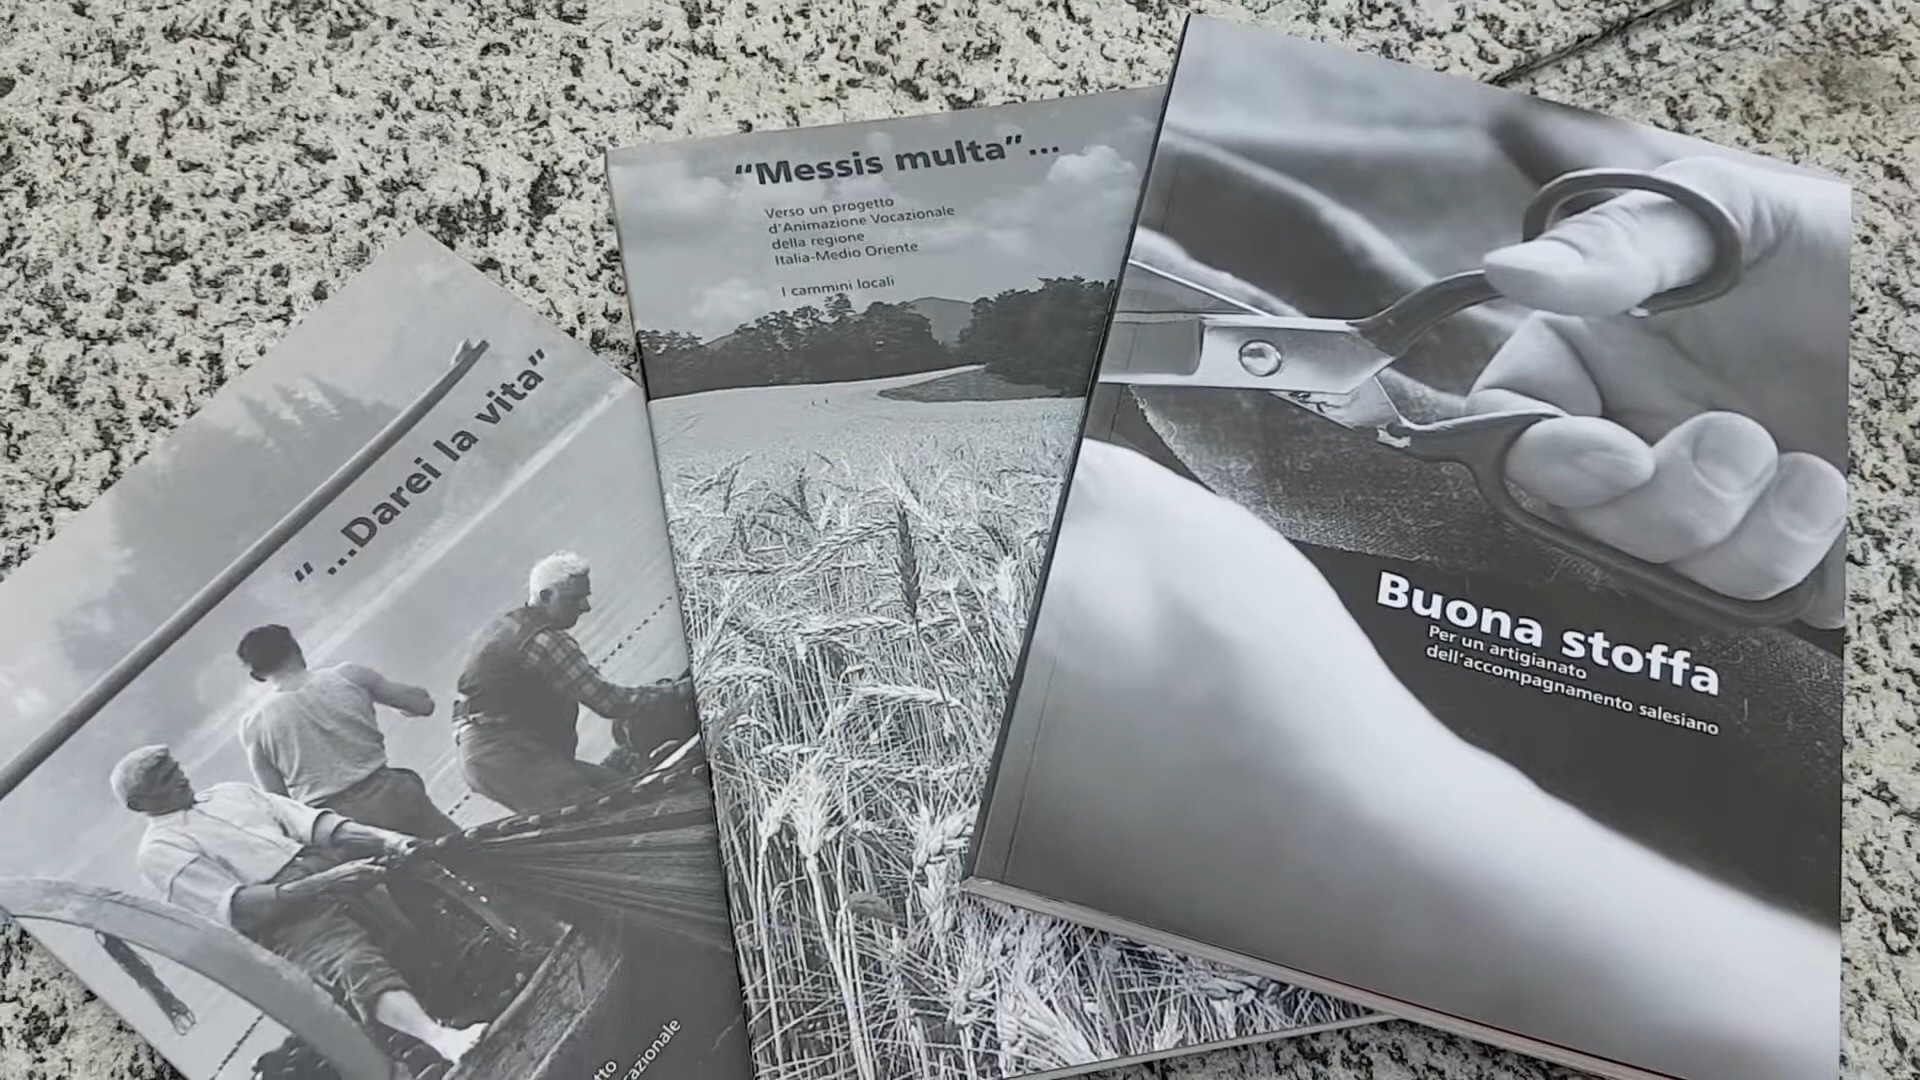 “...Darei la vita”
“Messis multa”...
Verso un progetto
d’Animazione Vocazionale
della regione
Italia-Medio Oriente
I cammini locali
Buona stoffa
Per un artigianato
dell’accompagnamento salesiano